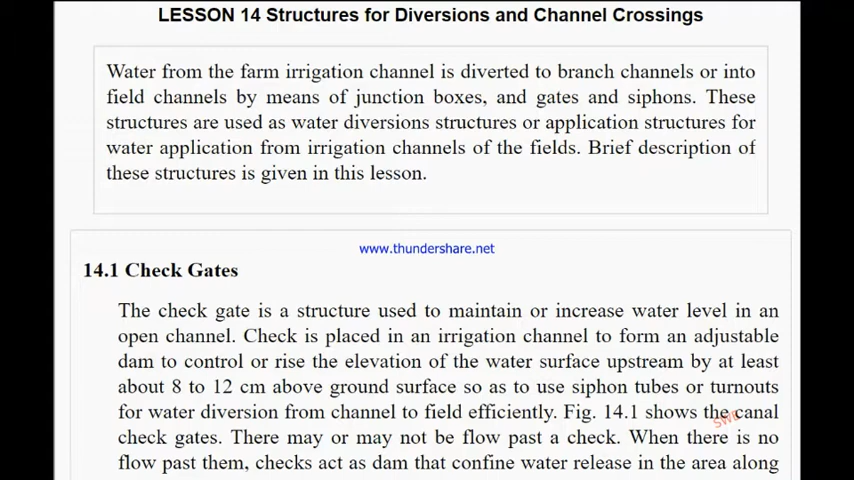 LESSON 14 Structures for Diversions and Channel Crossings
Water from the farm irrigation channel is diverted to branch channels or into
field channels by means of junction boxes, and gates and siphons. These
structures are used as water diversions structures or application structures for
water application from irrigation channels of the fields. Brief description of
these structures is given in this lesson.
www.thundershare.net
14.1 Check Gates
The check gate is a structure used to maintain or increase water level in an
open channel. Check is placed in an irrigation channel to form an adjustable
dam to control or rise the elevation of the water surface upstream by at least
about 8 to 12 cm above ground surface so as to use siphon tubes or turnouts
for water diversion from channel to field efficiently. Fig. 14.1 shows the canal
check gates. There may or may not be flow past a check. When there is no
flow past them, checks act as dam that confine water release in the area along